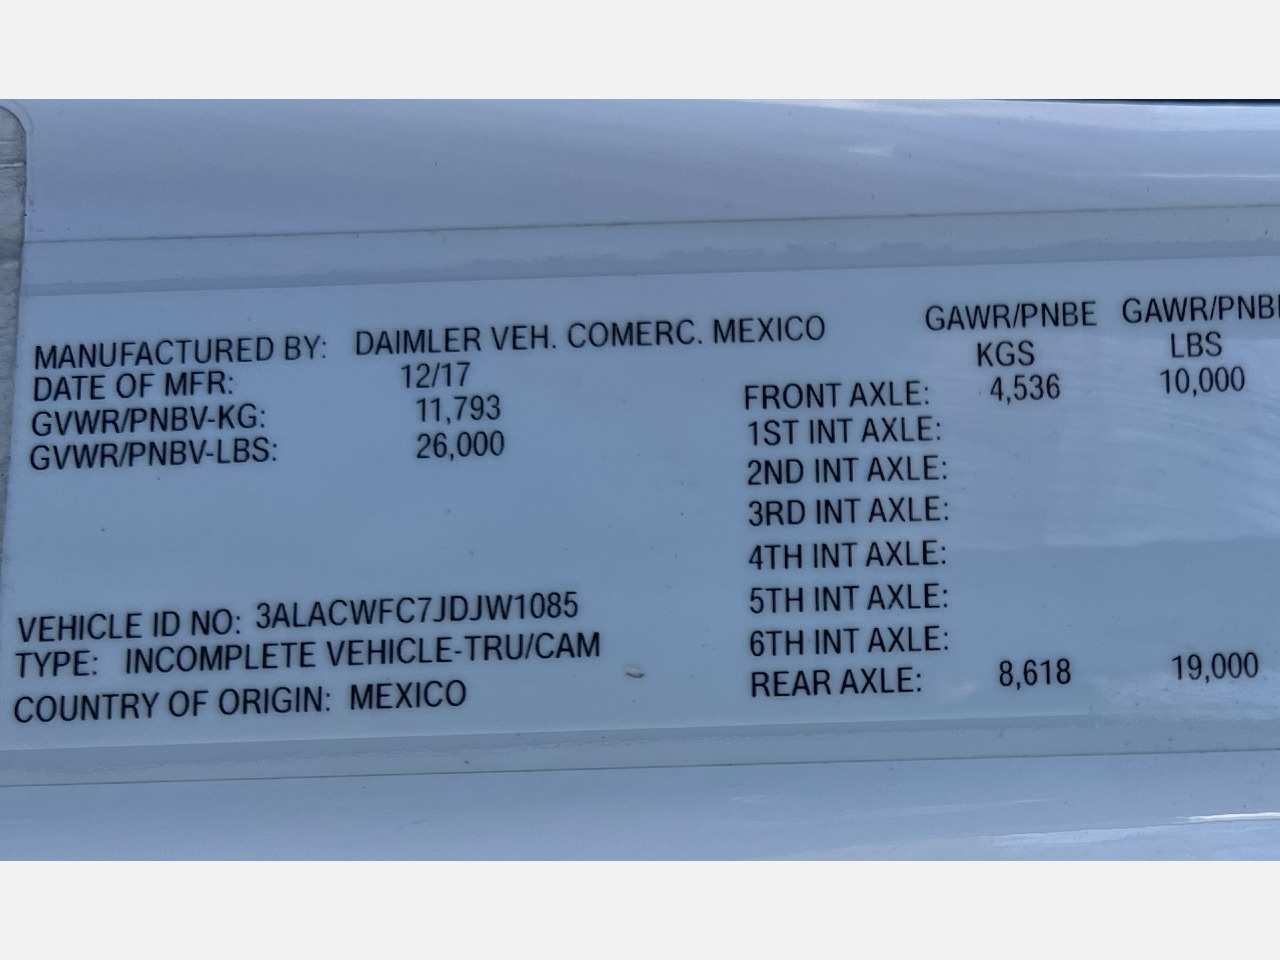 MANUFACTURED BY: DAIMLER VEH. COMERC. MEXICO
DATE OF MFR: 12/17
GVWR/PNBV-KG: 11,793
GVWR/PNBV-LBS: 26,000
VEHICLE ID NO: 3ALACWFC7JDJW1085
TYPE: INCOMPLETE VEHICLE-TRU/CAM
COUNTRY OF ORIGIN: MEXICO
GAWR/PNBE GAWR/PNBE
KGS LBS
FRONT AXLE: 4,536 10,000
1ST INT AXLE:
2ND INT AXLE:
3RD INT AXLE:
4TH INT AXLE:
5TH INT AXLE:
6TH INT AXLE:
REAR AXLE: 8,618 19,000